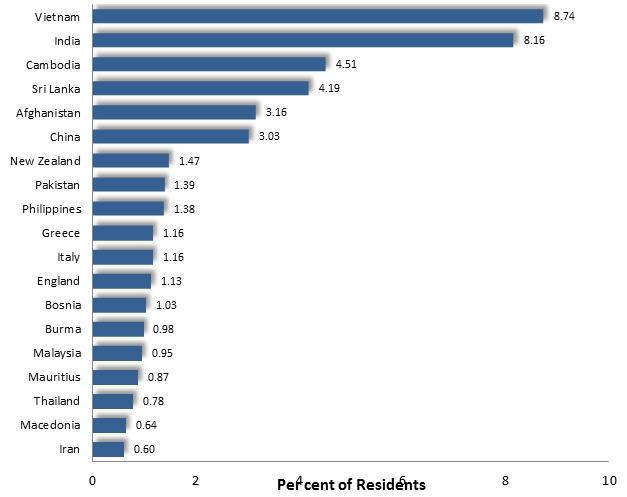 Vietnam 8.74
India 8.16
Cambodia 4.51
Sri Lanka 4.19
Afghanistan 3.16
China 3.03
New Zealand 1.47
Pakistan 1.39
Philippines 1.38
Greece 1.16
Italy 1.16
England 1.13
Bosnia 1.03
Burma 0.98
Malaysia 0.95
Mauritius 0.87
Thailand 0.78
Macedonia 0.64
Iran 0.60
0 2 4 6 8 10
Per cent of Residents